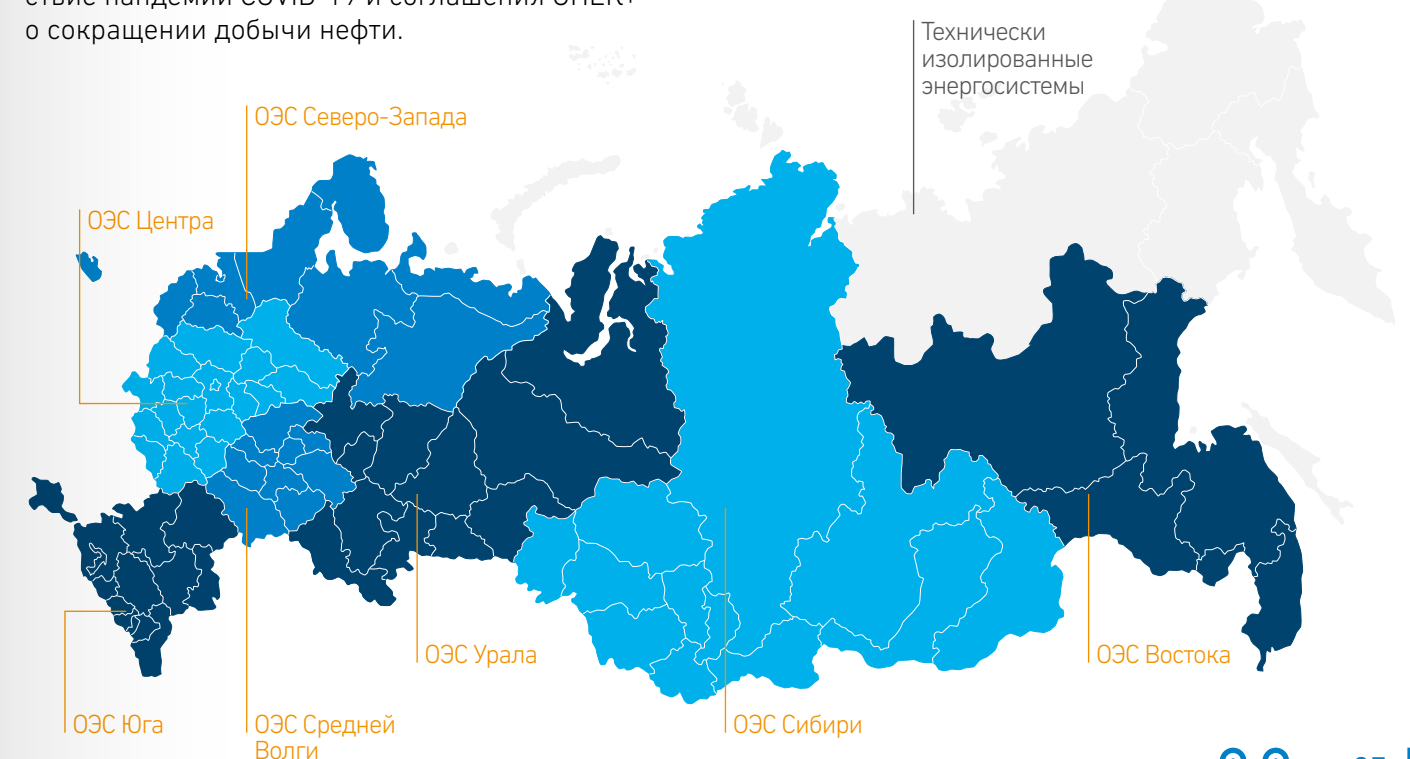 о сокращении добычи нефти.
Технически
изолированные
энергосистемы
ОЭС Северо-Запада
ОЭС Центра
ОЭС Урала
ОЭС Востока
ОЭС Юга
ОЭС Средней
Волги
ОЭС Сибири